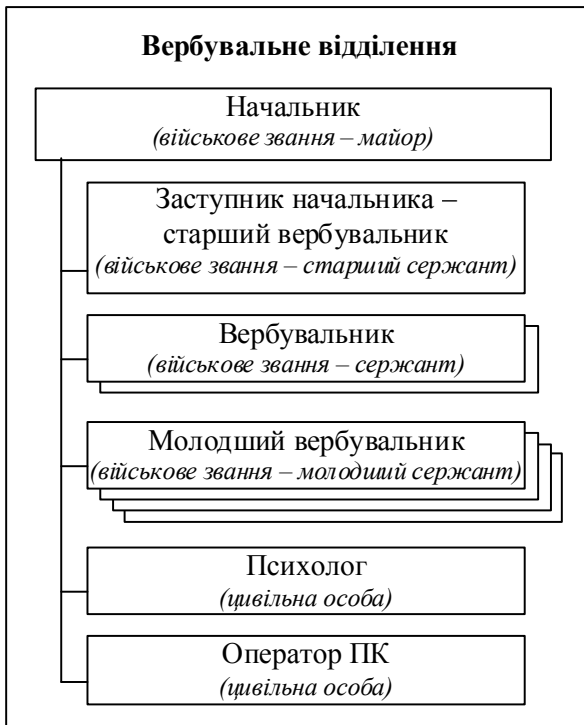 Вербувальне відділення
Начальник
(військове звання – майор)
Заступник начальника –
старший вербувальник
(військове звання – старший сержант)
Вербувальник
(військове звання – сержант)
Молодший вербувальник
(військове звання – молодший сержант)
Психолог
(цивільна особа)
Оператор ПК
(цивільна особа)